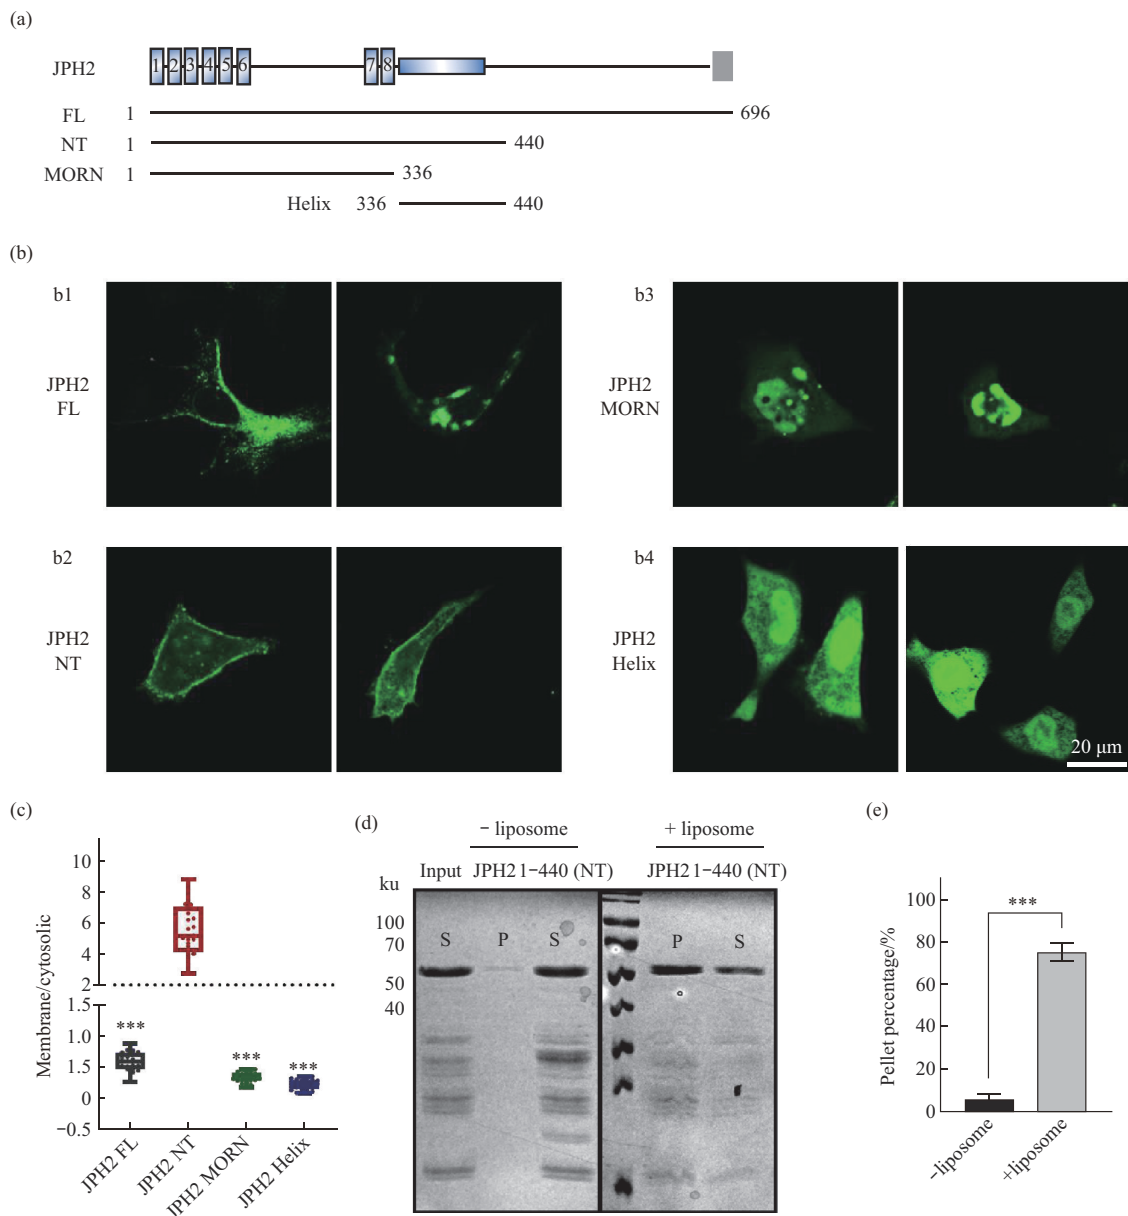 (a)
JPH2 1 2 3 4 5 6 7 8
FL 1 696
NT 1 440
MORN 1 336
Helix 336 440
(b)
b1
JPH2
FL
b3
JPH2
MORN
b2
JPH2
NT
b4
JPH2
Helix
20 μm
(c)
Membrane/cytosolic
10
8
6
4
2
1.5
1.0
1.5
0
−0.5
***
***
***
JPH2 FL
JPH2 NT
JPH2 MORN
JPH2 Helix
(d)
− liposome + liposome
Input JPH2 1−440 (NT) JPH2 1−440 (NT)
ku
100
70
50
40
S P S P S
(e)
Pellet percentage/%
100
80
60
40
20
0
***
−liposome
+liposome